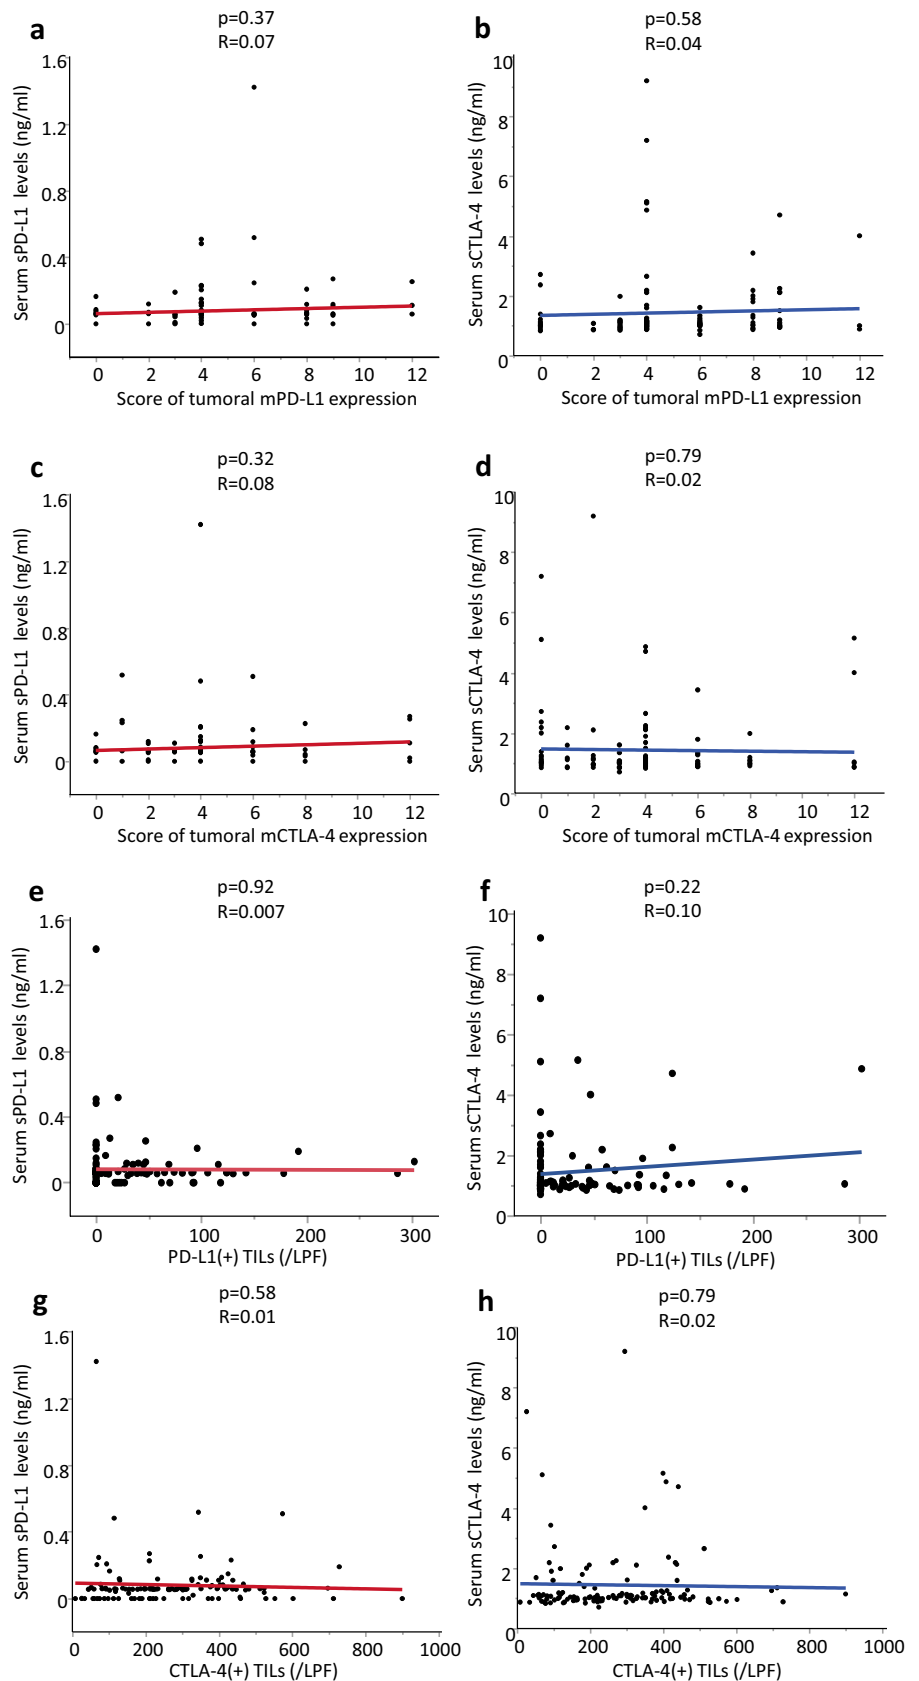 a
p=0.37
R=0.07
1.6
1.2
0.8
0.4
0
Serum sPD-L1 levels (ng/ml)
0 2 4 6 8 10 12
Score of tumoral mPD-L1 expression
b
p=0.58
R=0.04
10
8
6
4
2
0
Serum sCTLA-4 levels (ng/ml)
0 2 4 6 8 10 12
Score of tumoral mPD-L1 expression
c
p=0.32
R=0.08
1.6
1.2
0.8
0.4
0
Serum sPD-L1 levels (ng/ml)
0 2 4 6 8 10 12
Score of tumoral mCTLA-4 expression
d
p=0.79
R=0.02
10
8
6
4
2
0
Serum sCTLA-4 levels (ng/ml)
0 2 4 6 8 10 12
Score of tumoral mCTLA-4 expression
e
p=0.92
R=0.007
1.6
1.2
0.8
0.4
0
Serum sPD-L1 levels (ng/ml)
0 100 200 300
PD-L1(+) TILs (/LPF)
f
p=0.22
R=0.10
10
8
6
4
2
0
Serum sCTLA-4 levels (ng/ml)
0 100 200 300
PD-L1(+) TILs (/LPF)
g
p=0.58
R=0.01
1.6
1.2
0.8
0.4
0
Serum sPD-L1 levels (ng/ml)
0 200 400 600 800 1000
CTLA-4(+) TILs (/LPF)
h
p=0.79
R=0.02
10
8
6
4
2
0
Serum sCTLA-4 levels (ng/ml)
0 200 400 600 800 1000
CTLA-4(+) TILs (/LPF)